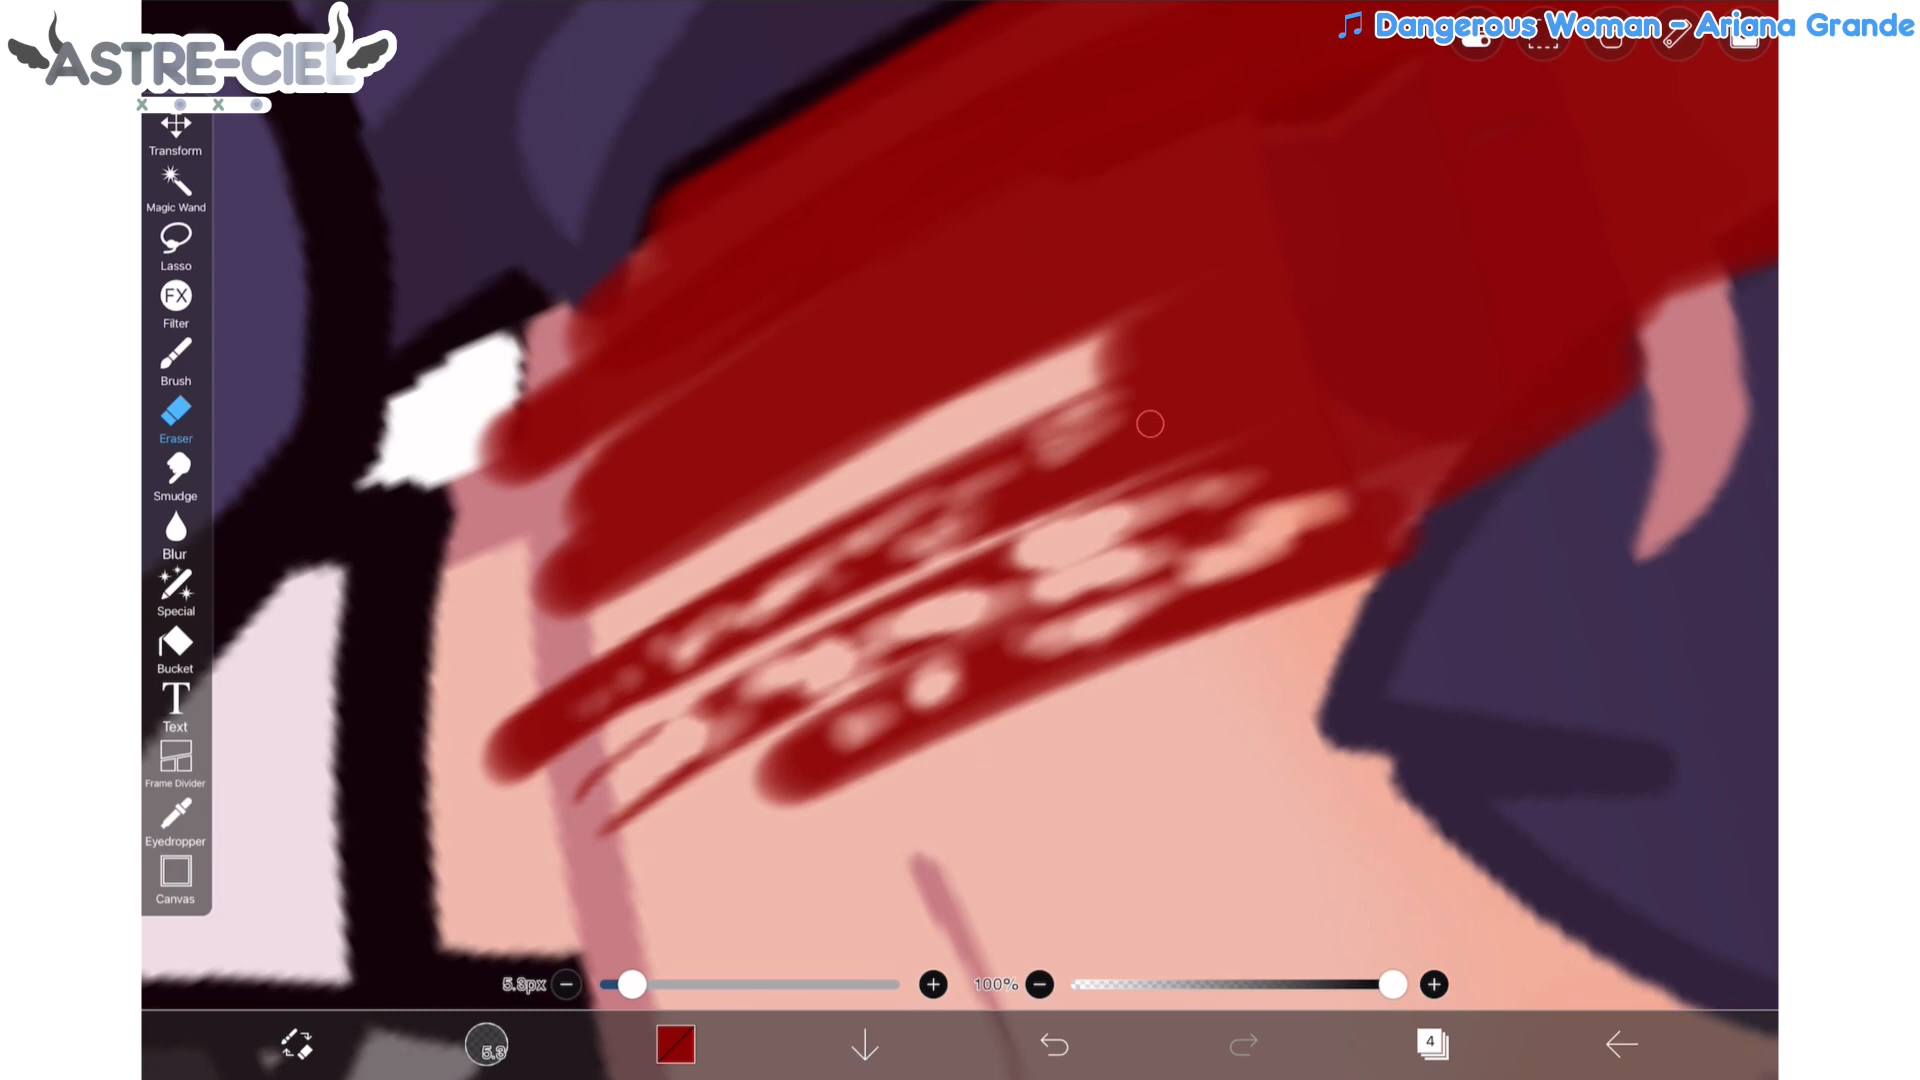 ASTRE-CIEL
Dangerous Woman - Ariana Grande
Transform
Magic Wand
Lasso
FX
Filter
Brush
Eraser
Smudge
Blur
Special
Bucket
T
Text
Frame Divider
Eyedropper
Canvas
5.3px
100%
5.3
4